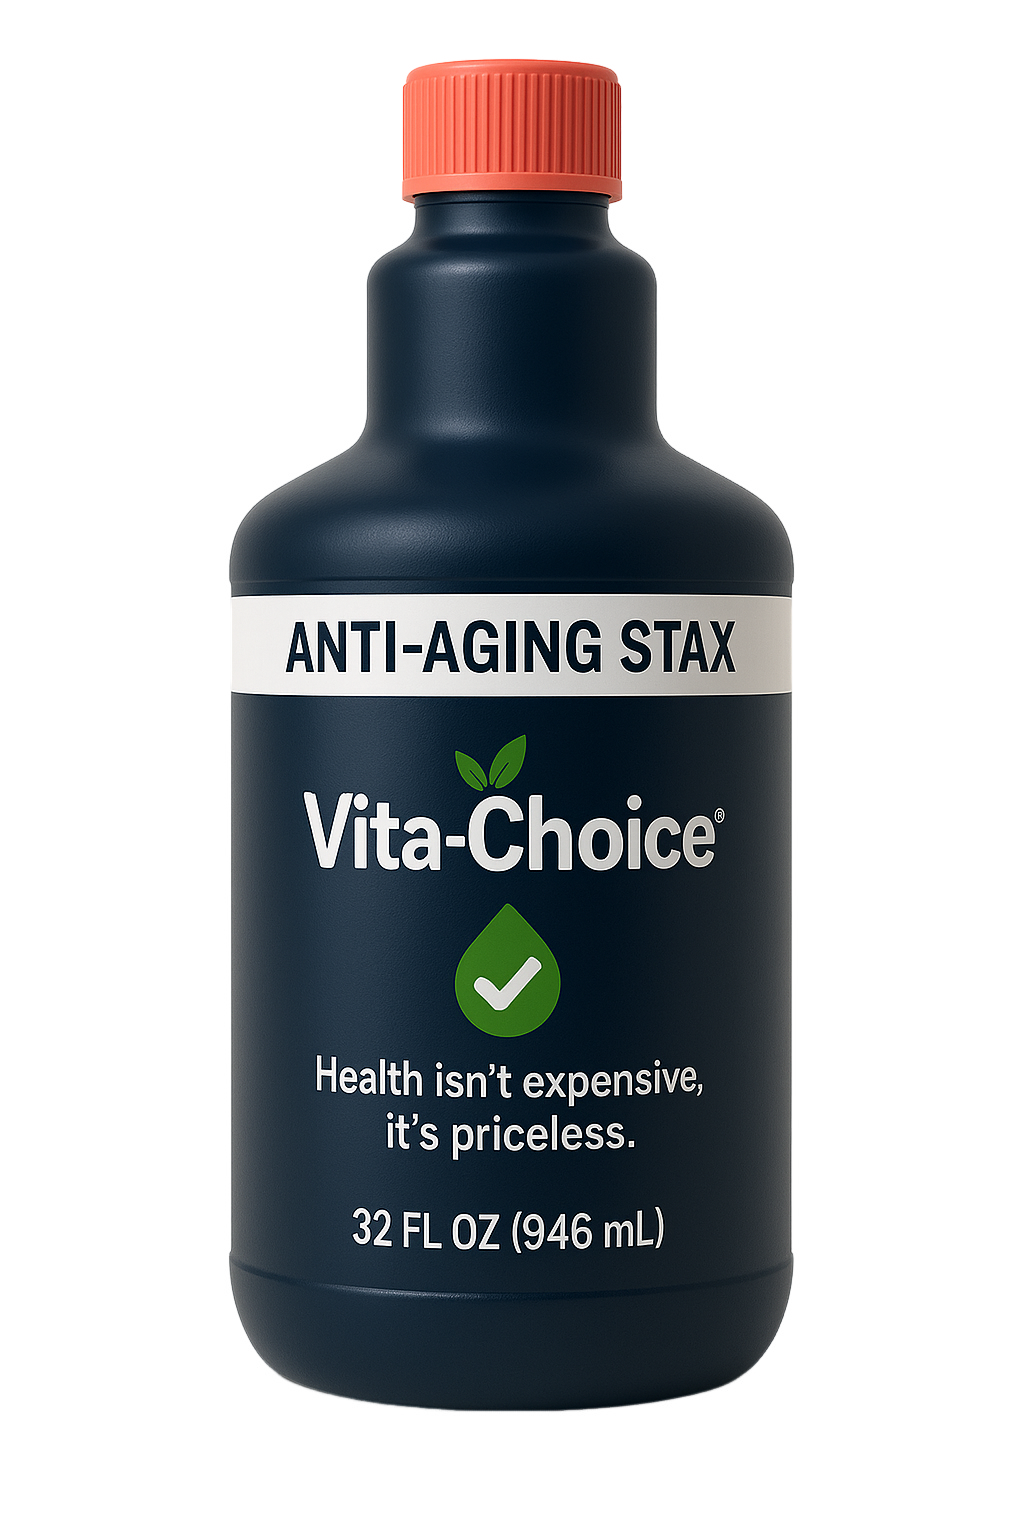 ANTI-AGING STAX
Vita-Choice®
Health isn't expensive,
it's priceless.
32 FL OZ (946 mL)